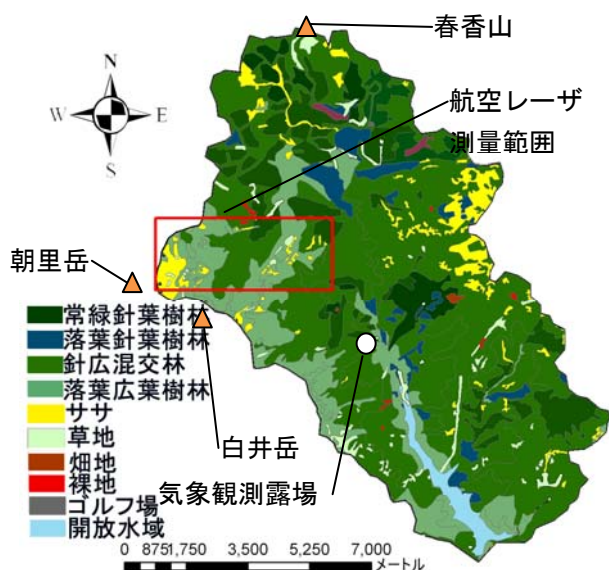 春香山
航空レーザ
測量範囲
N
W
E
S
朝里岳
常緑針葉樹林
落葉針葉樹林
針広混交林
落葉広葉樹林
ササ
草地
畑地
裸地
ゴルフ場
開放水域
白井岳
気象観測露場
0 8751,750 3,500 5,250 7,000
メートル